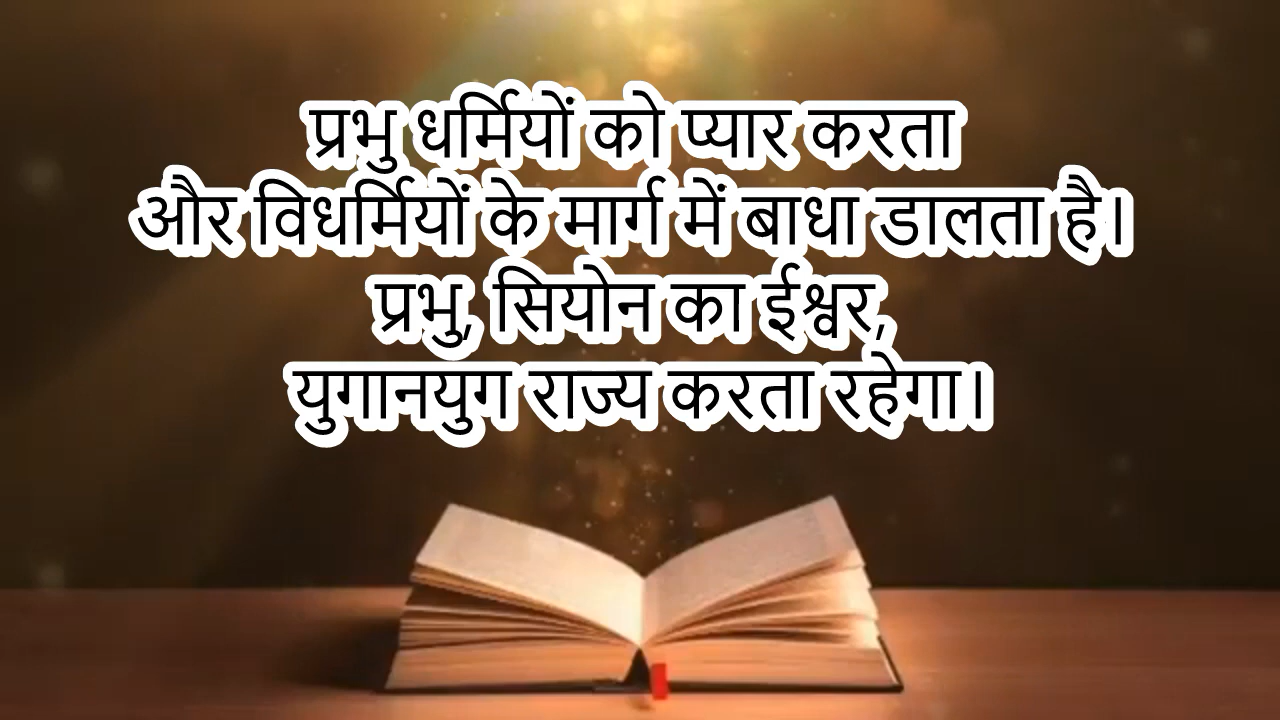 प्रभु धर्मियों को प्यार करता
और विधर्मियों के मार्ग में बाधा डालता है।
प्रभु, सियोन का ईश्वर,
युगानयुग राज्य करता रहेगा।